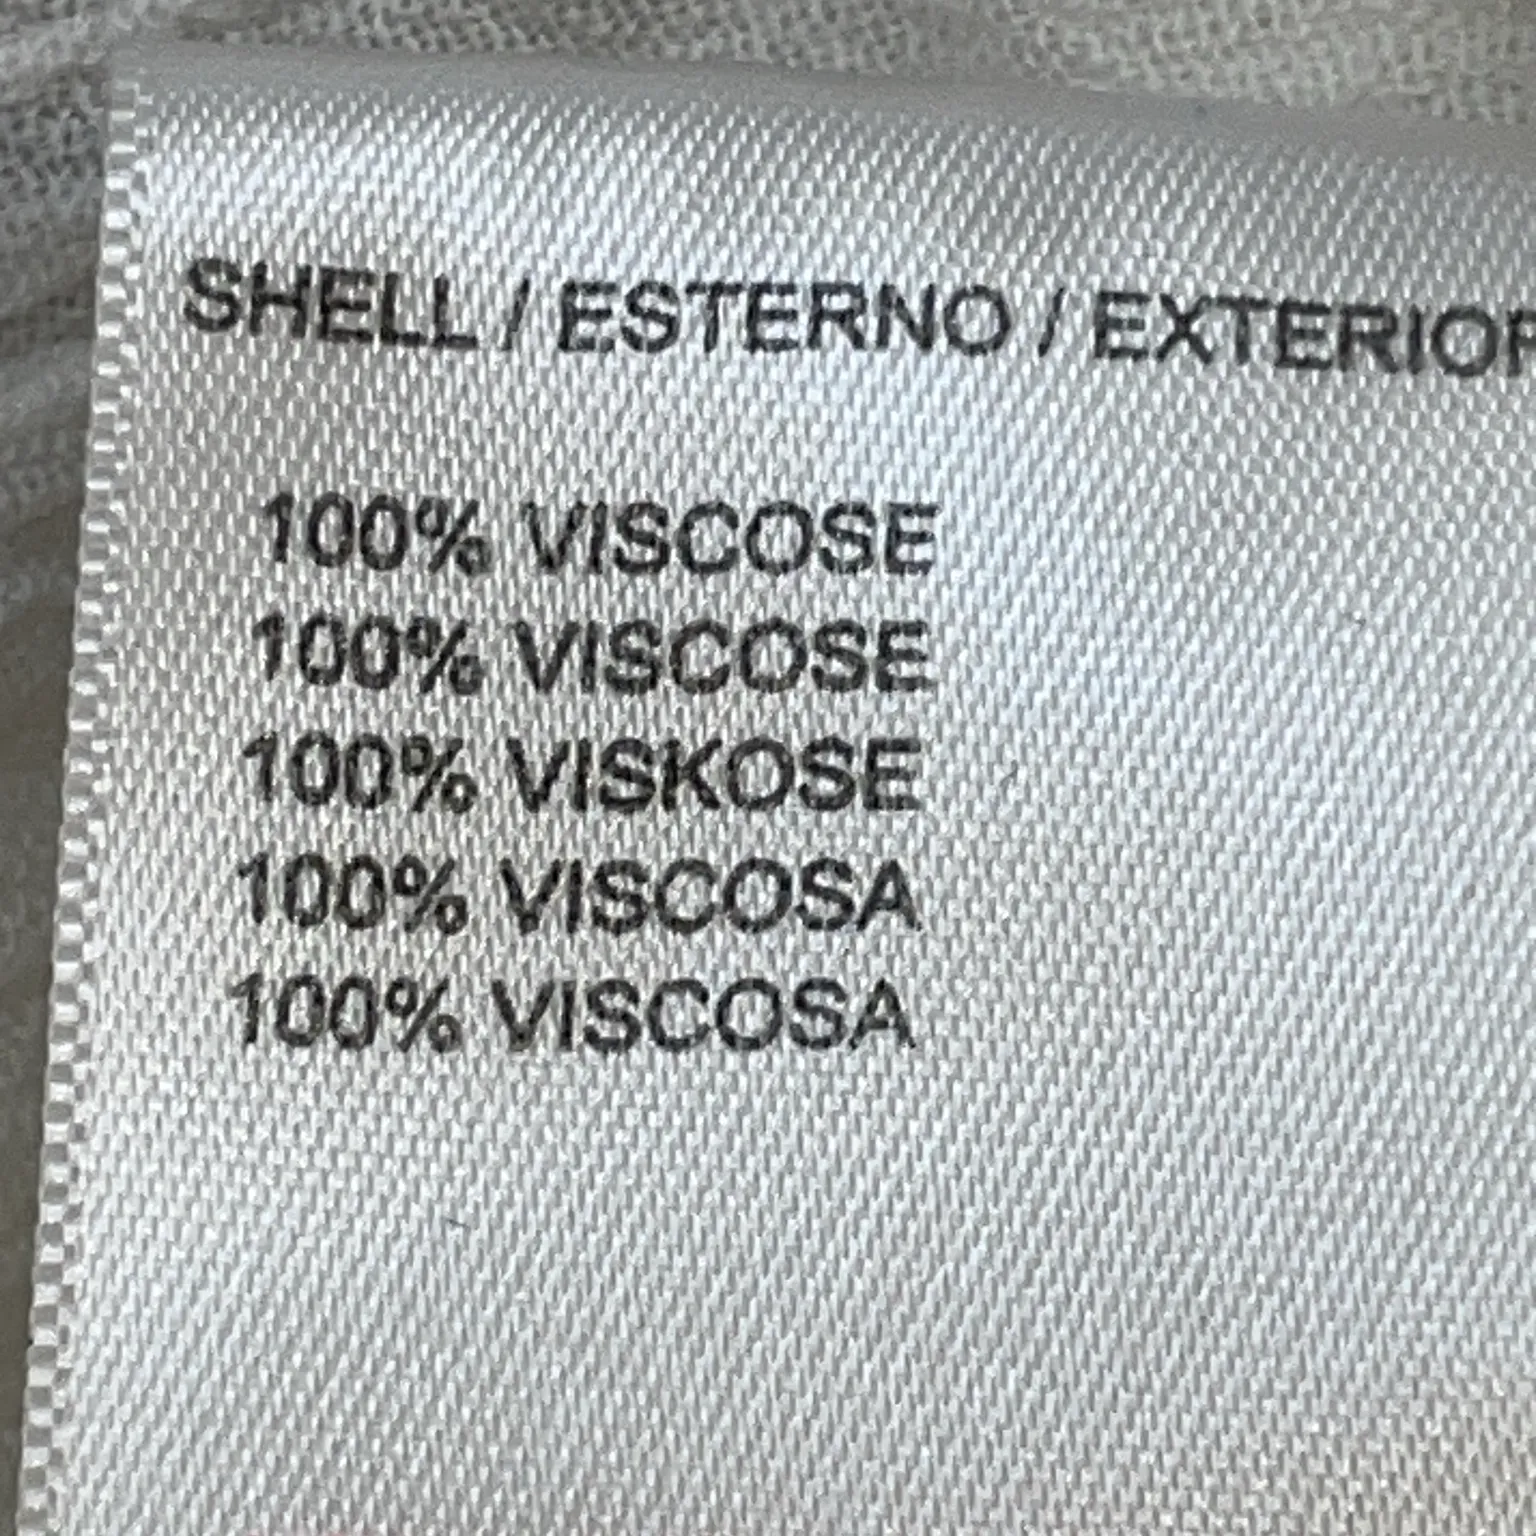 SHELL / ESTERNO / EXTERIOR
100% VISCOSE
100% VISCOSE
100% VISKOSE
100% VISCOSA
100% VISCOSA